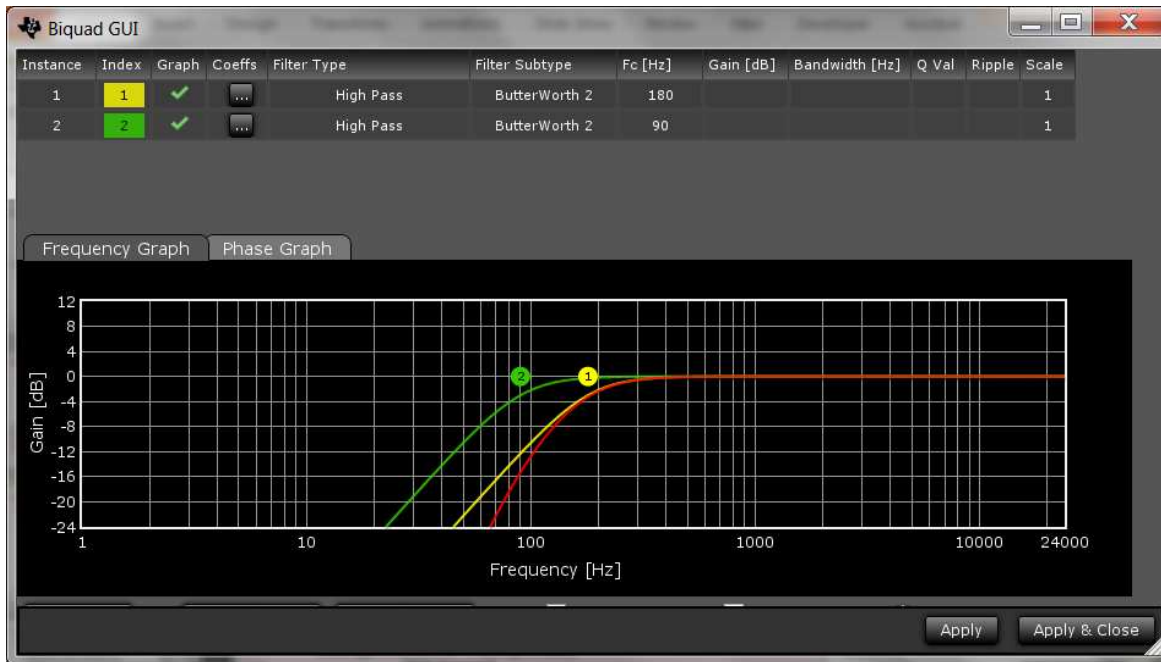 Biquad GUI
Instance Index Graph Coeffs Filter Type Filter Subtype Fc [Hz] Gain [dB] Bandwidth [Hz] Q Val Ripple Scale
1 1 ... High Pass ButterWorth 2 180 1
2 2 ... High Pass ButterWorth 2 90 1
Frequency Graph Phase Graph
12
8
4
0
-4
-8
-12
-16
-20
-24
Gain [dB]
2 1
1 10 100 1000 10000 24000
Frequency [Hz]
Apply Apply & Close